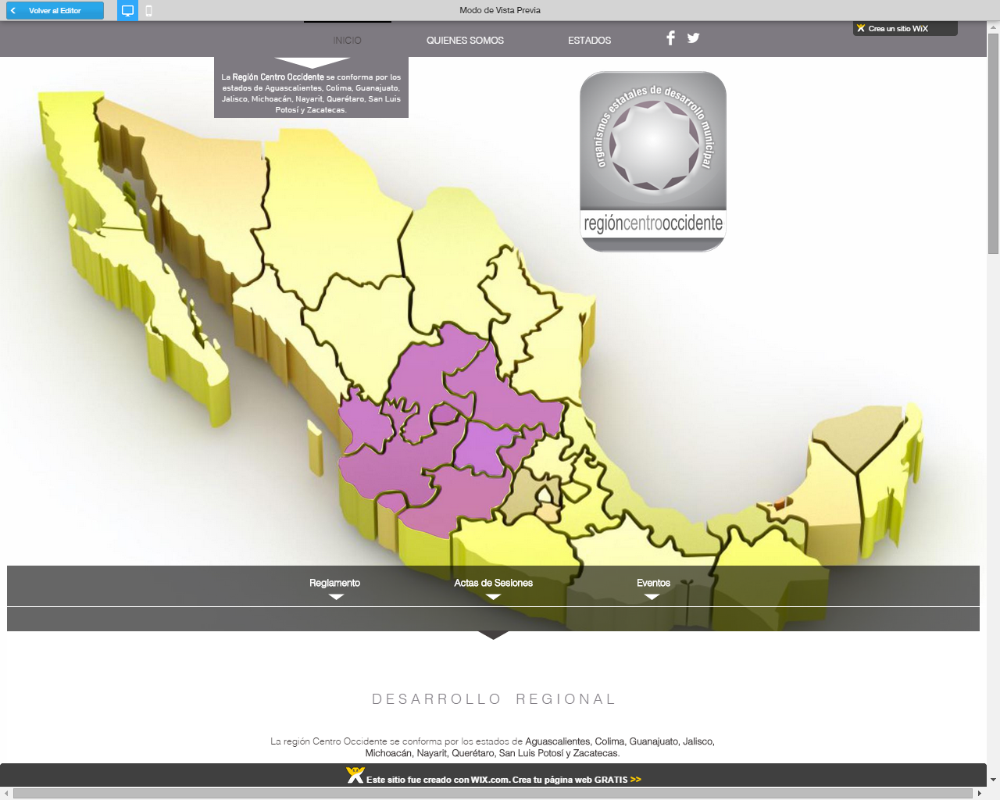 Volver al Editor
Modo de Vista Previa
INICIO
QUIENES SOMOS
ESTADOS
Crea un sitio WiX
La Región Centro Occidente se conforma por los
estados de Aguascalientes, Colima, Guanajuato,
Jalisco, Michoacán, Nayarit, Querétaro, San Luis
Potosí y Zacatecas.
organismos estatales de desarrollo municipal
regióncentrooccidente
Reglamento
Actas de Sesiones
Eventos
DESARROLLO REGIONAL
La región Centro Occidente se conforma por los estados de Aguascalientes, Colima, Guanajuato, Jalisco,
Michoacán, Nayarit, Querétaro, San Luis Potosí y Zacatecas.
Este sitio fue creado con WIX.com. Crea tu página web GRATIS >>